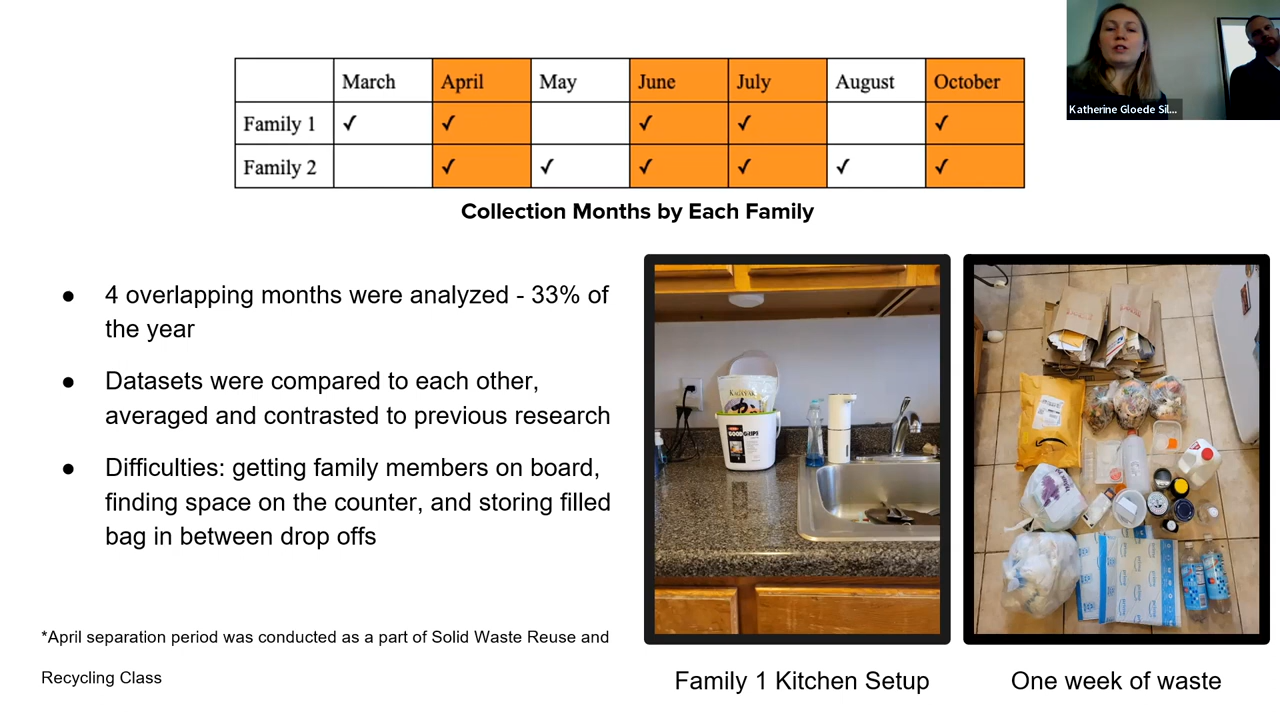 Katherine Gloede Sil...
March April May June July August October
Family 1 ✓ ✓ ✓ ✓ ✓
Family 2 ✓ ✓ ✓ ✓ ✓ ✓
Collection Months by Each Family
● 4 overlapping months were analyzed - 33% of
the year
● Datasets were compared to each other,
averaged and contrasted to previous research
● Difficulties: getting family members on board,
finding space on the counter, and storing filled
bag in between drop offs
*April separation period was conducted as a part of Solid Waste Reuse and
Recycling Class
GOOD GRIPS
Family 1 Kitchen Setup
One week of waste